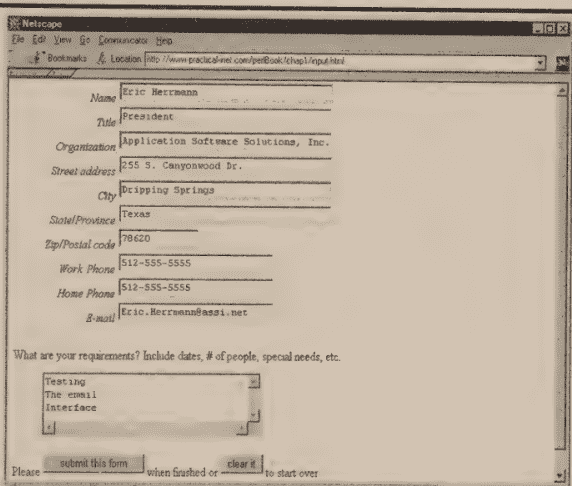 Netscape
File Edit View Go Communicator Help
Bookmarks Location http://www.practical-inet.com/perlBook/chap1/input.html
Name Eric Herrmann
Title President
Organization Application Software Solutions, Inc.
Street address 255 S. Canyonwood Dr.
City Dripping Springs
State/Province Texas
Zip/Postal code 78620
Work Phone 512-555-5555
Home Phone 512-555-5555
E-mail Eric.Herrmann@assi.net
What are your requirements? Include dates, # of people, special needs, etc.
Testing
The email
Interface
Please submit this form when finished or clear it to start over